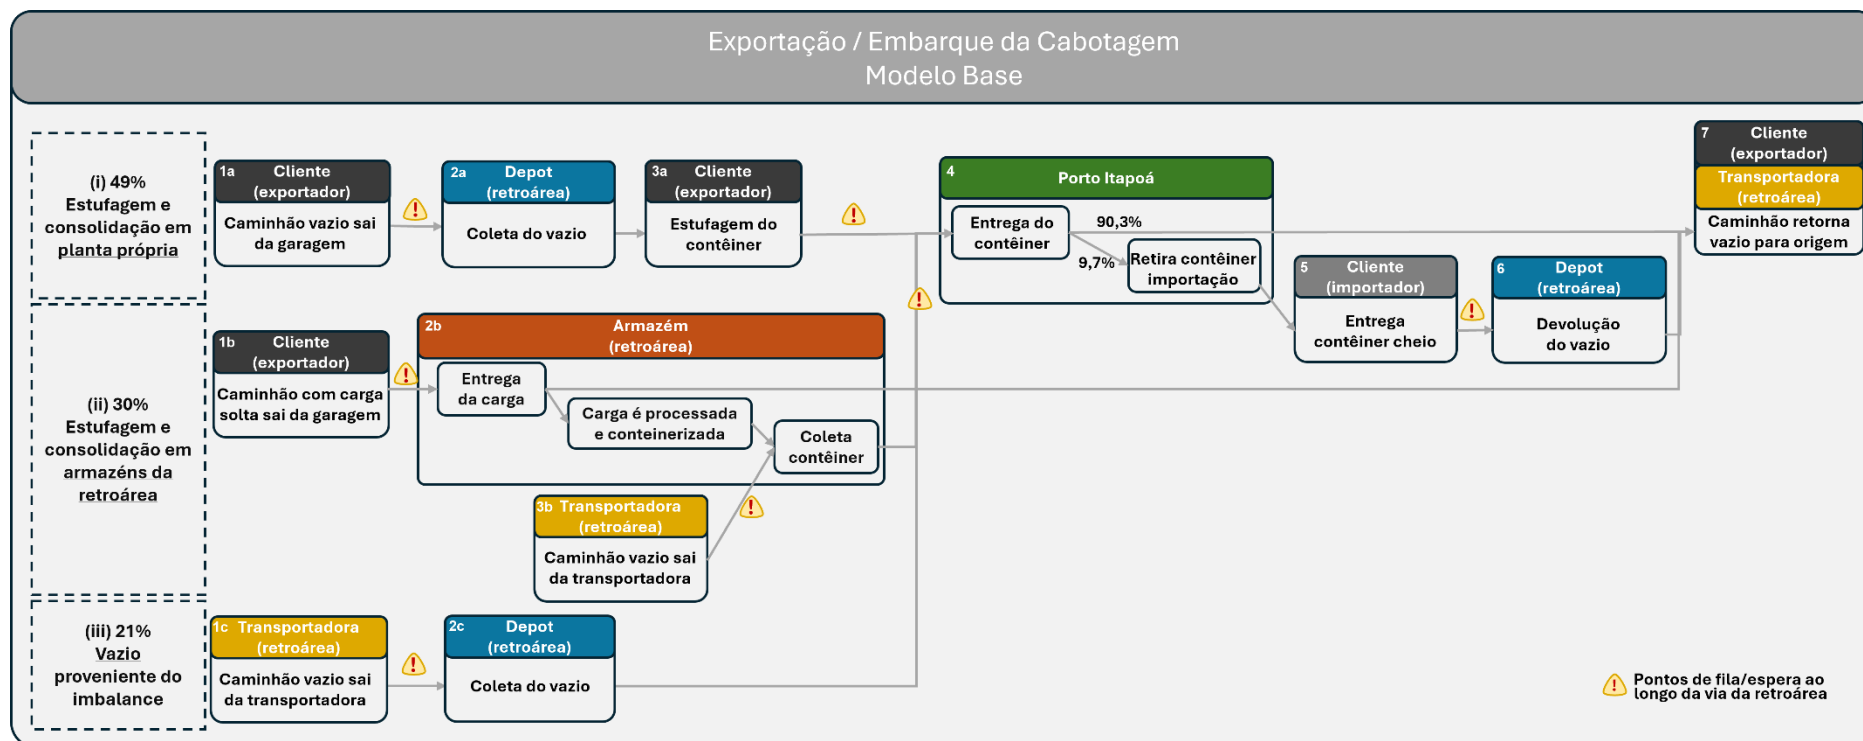 Exportação / Embarque da Cabotagem
Modelo Base
(i) 49%
Estufagem e
consolidação em
planta própria
1a
Cliente
(exportador)
Caminhão vazio sai
da garagem
2a
Depot
(retroárea)
Coleta do vazio
3a
Cliente
(exportador)
Estufagem do
contêiner
4
Porto Itapoá
Entrega do
contêiner
90,3%
9,7%
Retira contêiner
importação
5
Cliente
(importador)
Entrega
contêiner cheio
6
Depot
(retroárea)
Devolução
do vazio
7
Cliente
(exportador)
Transportadora
(retroárea)
Caminhão retorna
vazio para origem
(ii) 30%
Estufagem e
consolidação em
armazéns da
retroárea
1b
Cliente
(exportador)
Caminhão com carga
solta sai da garagem
2b
Armazém
(retroárea)
Entrega
da carga
Carga é processada
e conteinerizada
Coleta
contêiner
3b
Transportadora
(retroárea)
Caminhão vazio sai
da transportadora
(iii) 21%
Vazio
proveniente do
imbalance
1c
Transportadora
(retroárea)
Caminhão vazio sai
da transportadora
2c
Depot
(retroárea)
Coleta do vazio
Pontos de fila/espera ao
longo da via da retroárea